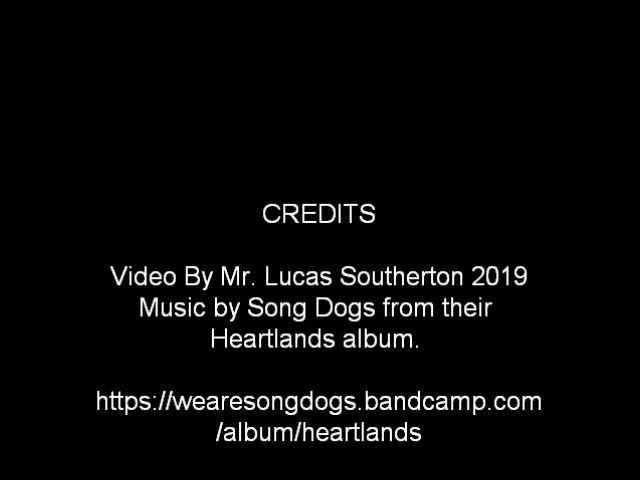 CREDITS
Video By Mr. Lucas Southerton 2019
Music by Song Dogs from their
Heartlands album.
https://wearesongdogs.bandcamp.com
/album/heartlands